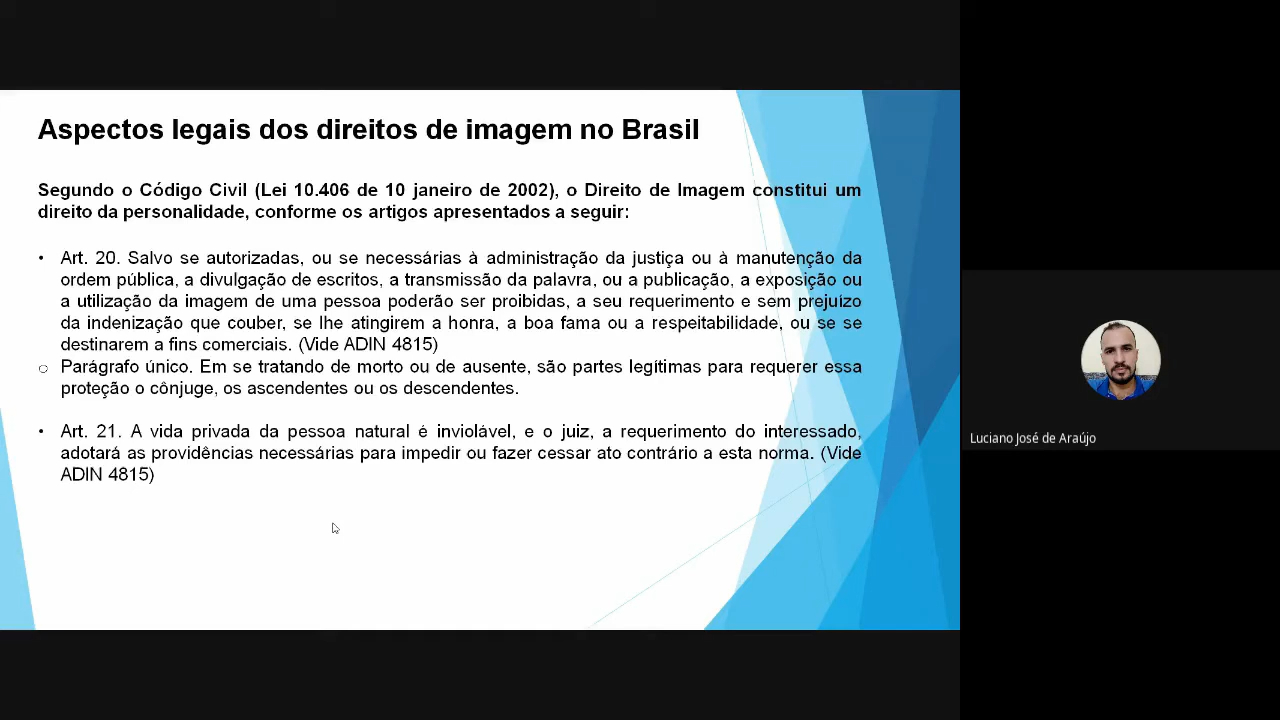 Aspectos legais dos direitos de imagem no Brasil
Segundo o Código Civil (Lei 10.406 de 10 janeiro de 2002), o Direito de Imagem constitui um
direito da personalidade, conforme os artigos apresentados a seguir:
• Art. 20. Salvo se autorizadas, ou se necessárias à administração da justiça ou à manutenção da
ordem pública, a divulgação de escritos, a transmissão da palavra, ou a publicação, a exposição ou
a utilização da imagem de uma pessoa poderão ser proibidas, a seu requerimento e sem prejuízo
da indenização que couber, se lhe atingirem a honra, a boa fama ou a respeitabilidade, ou se se
destinarem a fins comerciais. (Vide ADIN 4815)
○ Parágrafo único. Em se tratando de morto ou de ausente, são partes legítimas para requerer essa
proteção o cônjuge, os ascendentes ou os descendentes.
• Art. 21. A vida privada da pessoa natural é inviolável, e o juiz, a requerimento do interessado,
adotará as providências necessárias para impedir ou fazer cessar ato contrário a esta norma. (Vide
ADIN 4815)
Luciano José de Araújo